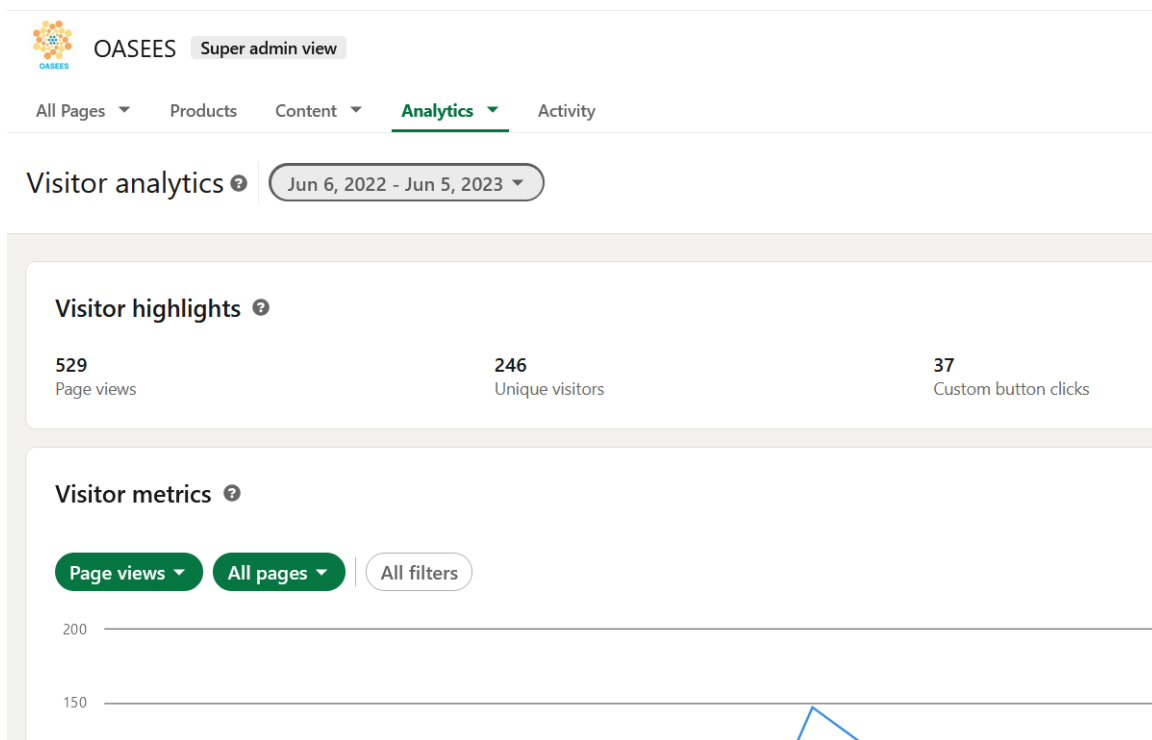 OASEES
OASEES Super admin view
All Pages Products Content Analytics Activity
Visitor analytics ? Jun 6, 2022 - Jun 5, 2023
Visitor highlights ?
529 246 37
Page views Unique visitors Custom button clicks
Visitor metrics ?
Page views All pages All filters
200
150